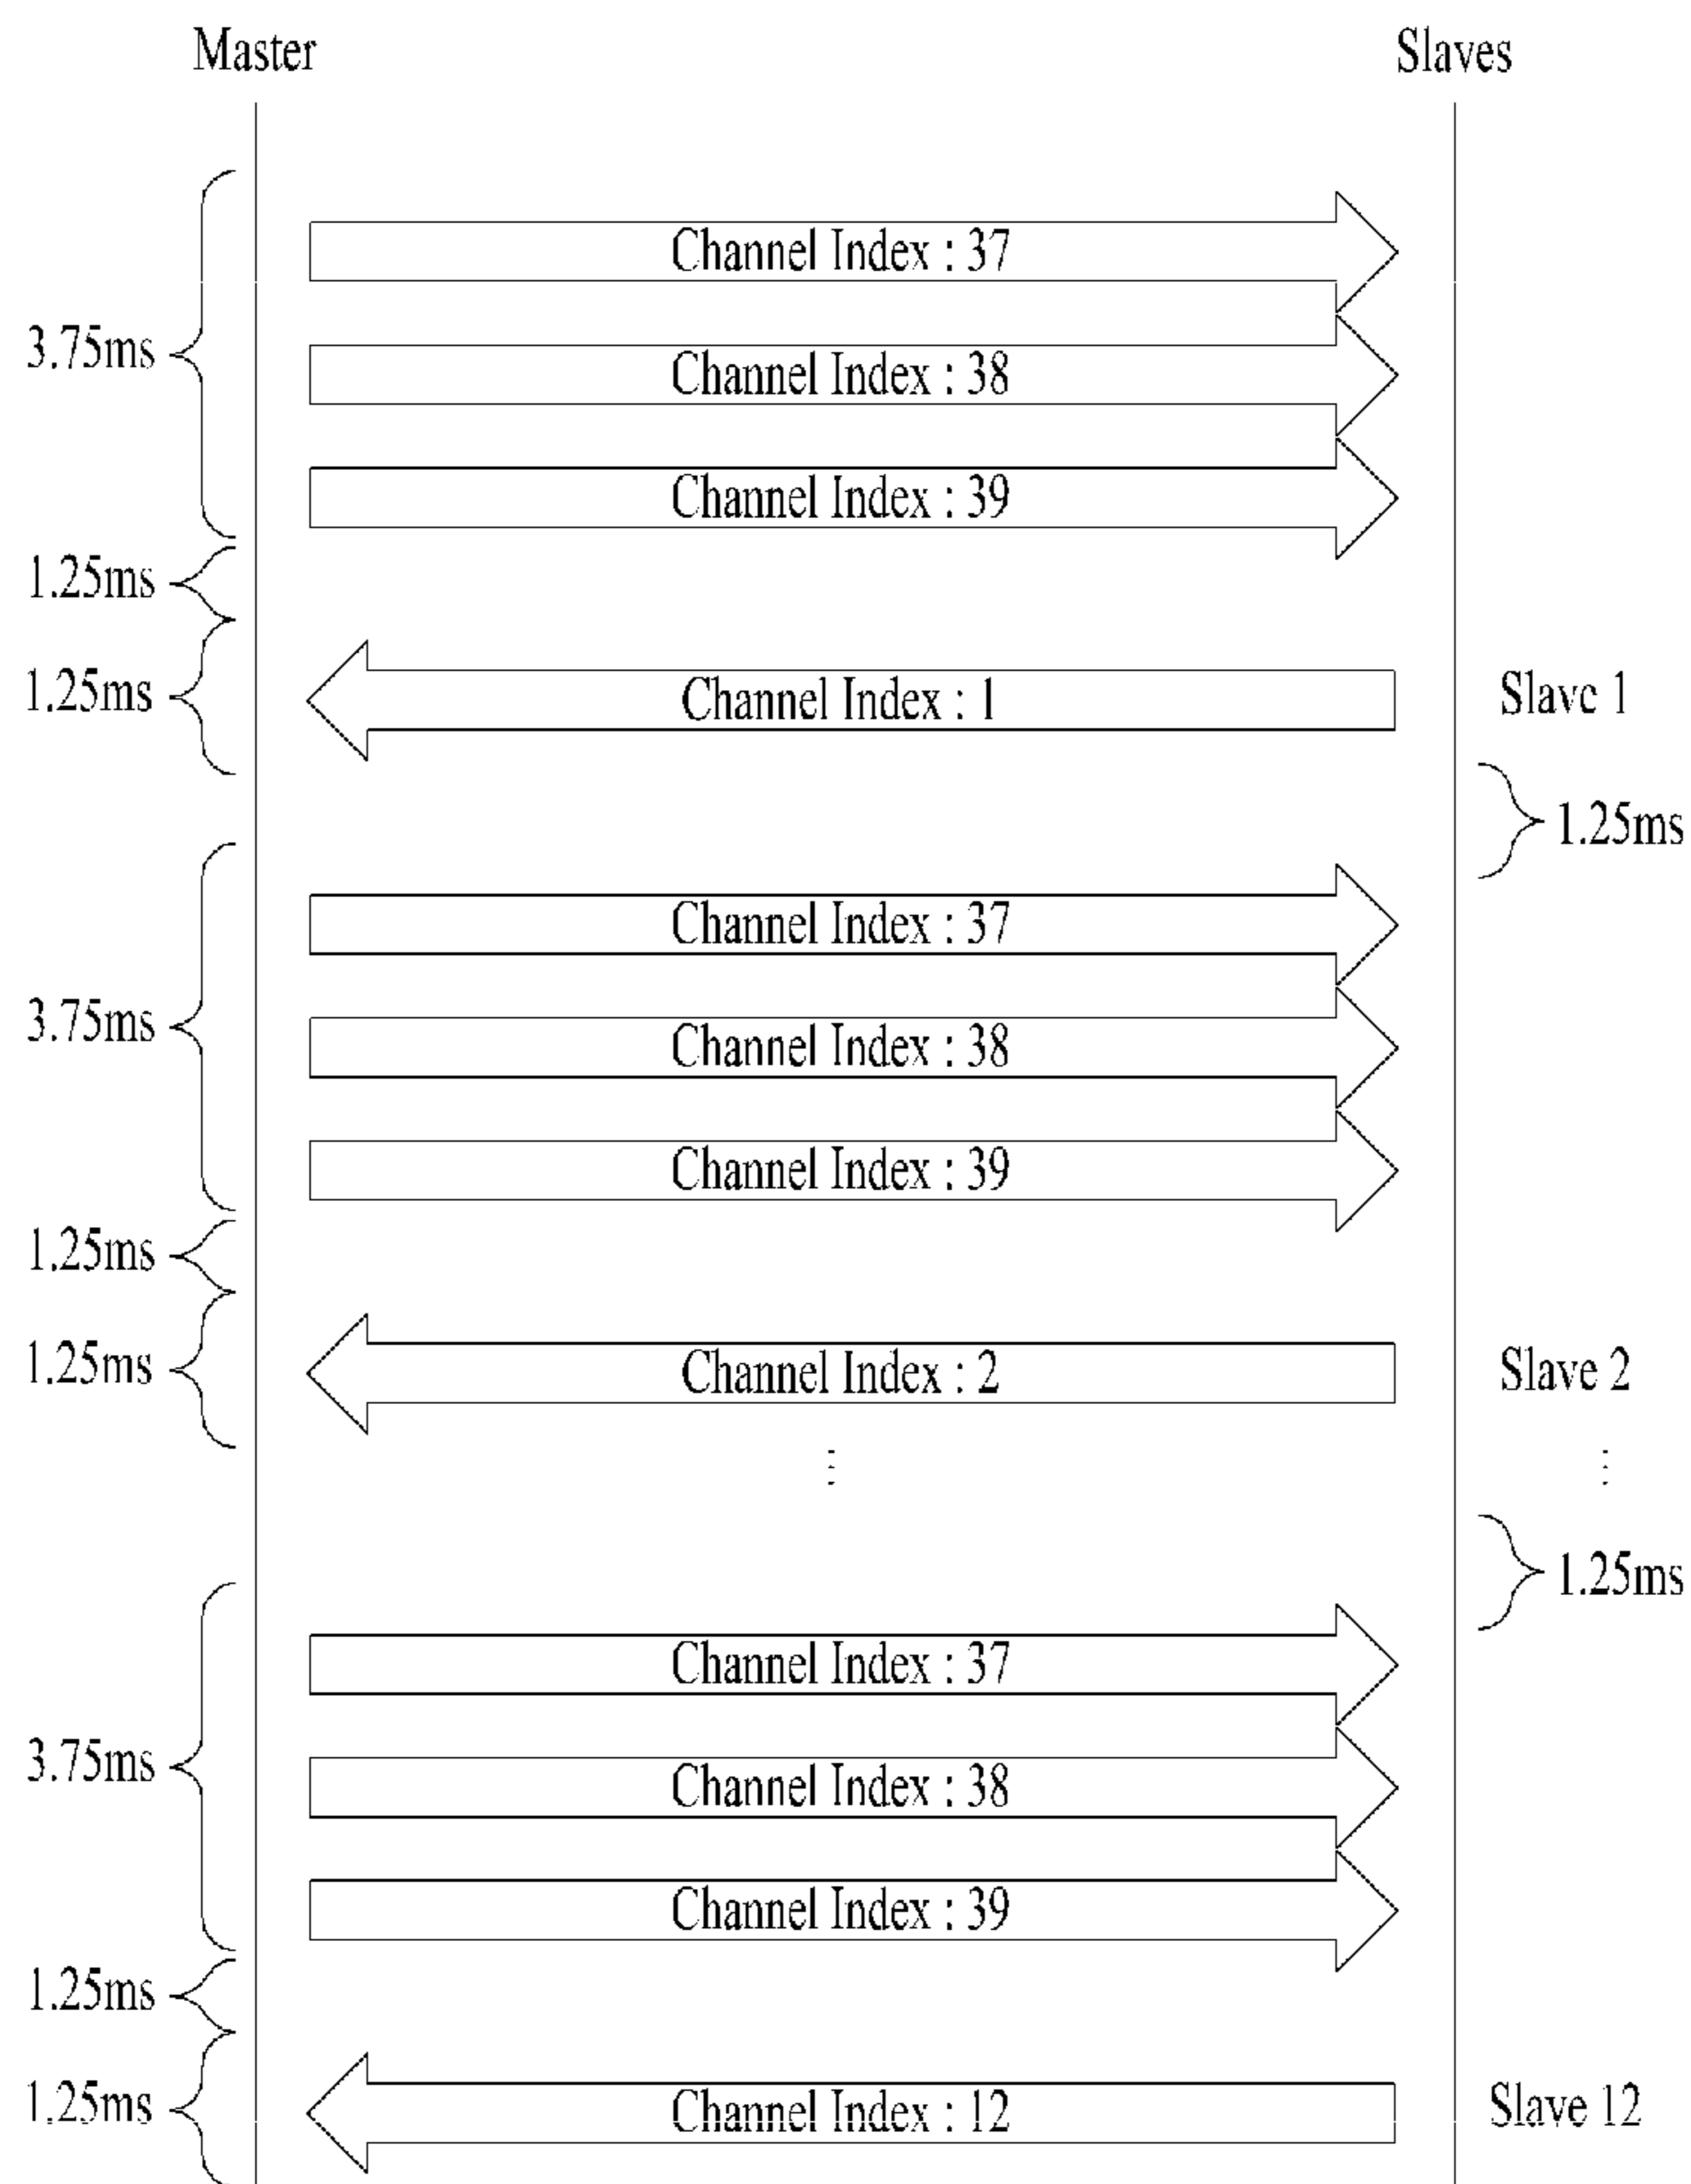 Master
Slaves
Channel Index : 37
3.75ms
Channel Index : 38
Channel Index : 39
1.25ms
1.25ms
Channel Index : 1
Slave 1
1.25ms
Channel Index : 37
3.75ms
Channel Index : 38
Channel Index : 39
1.25ms
1.25ms
Channel Index : 2
Slave 2
⋮
⋮
1.25ms
Channel Index : 37
3.75ms
Channel Index : 38
Channel Index : 39
1.25ms
1.25ms
Channel Index : 12
Slave 12